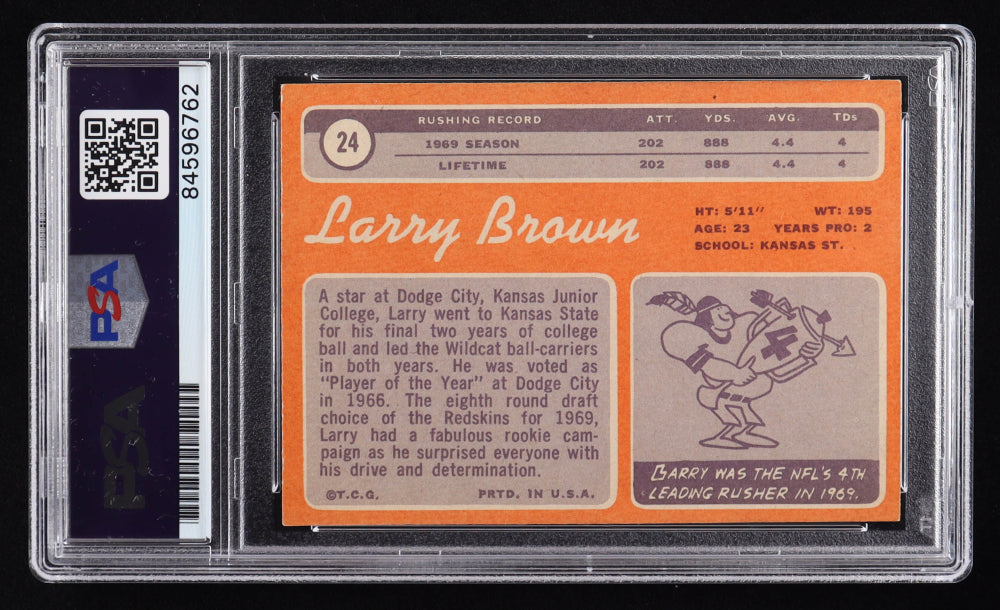 84596762
PSA
PSA
24
RUSHING RECORD ATT. YDS. AVG. TDs
1969 SEASON 202 888 4.4 4
LIFETIME 202 888 4.4 4
Larry Brown
HT: 5'11" WT: 195
AGE: 23 YEARS PRO: 2
SCHOOL: KANSAS ST.
A star at Dodge City, Kansas Junior
College, Larry went to Kansas State
for his final two years of college
ball and led the Wildcat ball-carriers
in both years. He was voted as
"Player of the Year" at Dodge City
in 1966. The eighth round draft
choice of the Redskins for 1969,
Larry had a fabulous rookie cam-
paign as he surprised everyone with
his drive and determination.
©T.C.G. PRTD. IN U.S.A.
4
LARRY WAS THE NFL'S 4TH
LEADING RUSHER IN 1969.